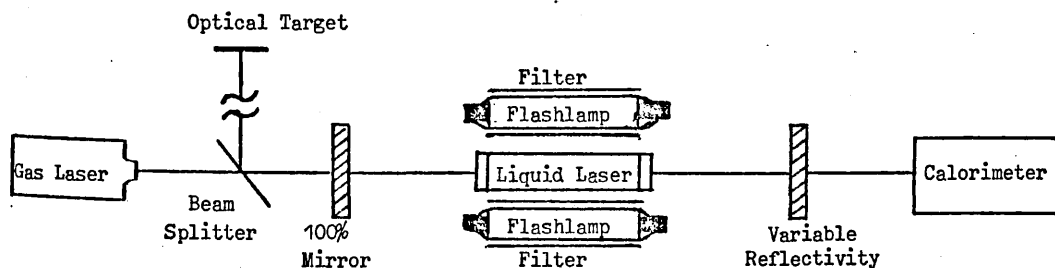 Optical Target
Filter
Flashlamp
Gas Laser
Liquid Laser
Calorimeter
Beam
Splitter
100%
Mirror
Flashlamp
Filter
Variable
Reflectivity